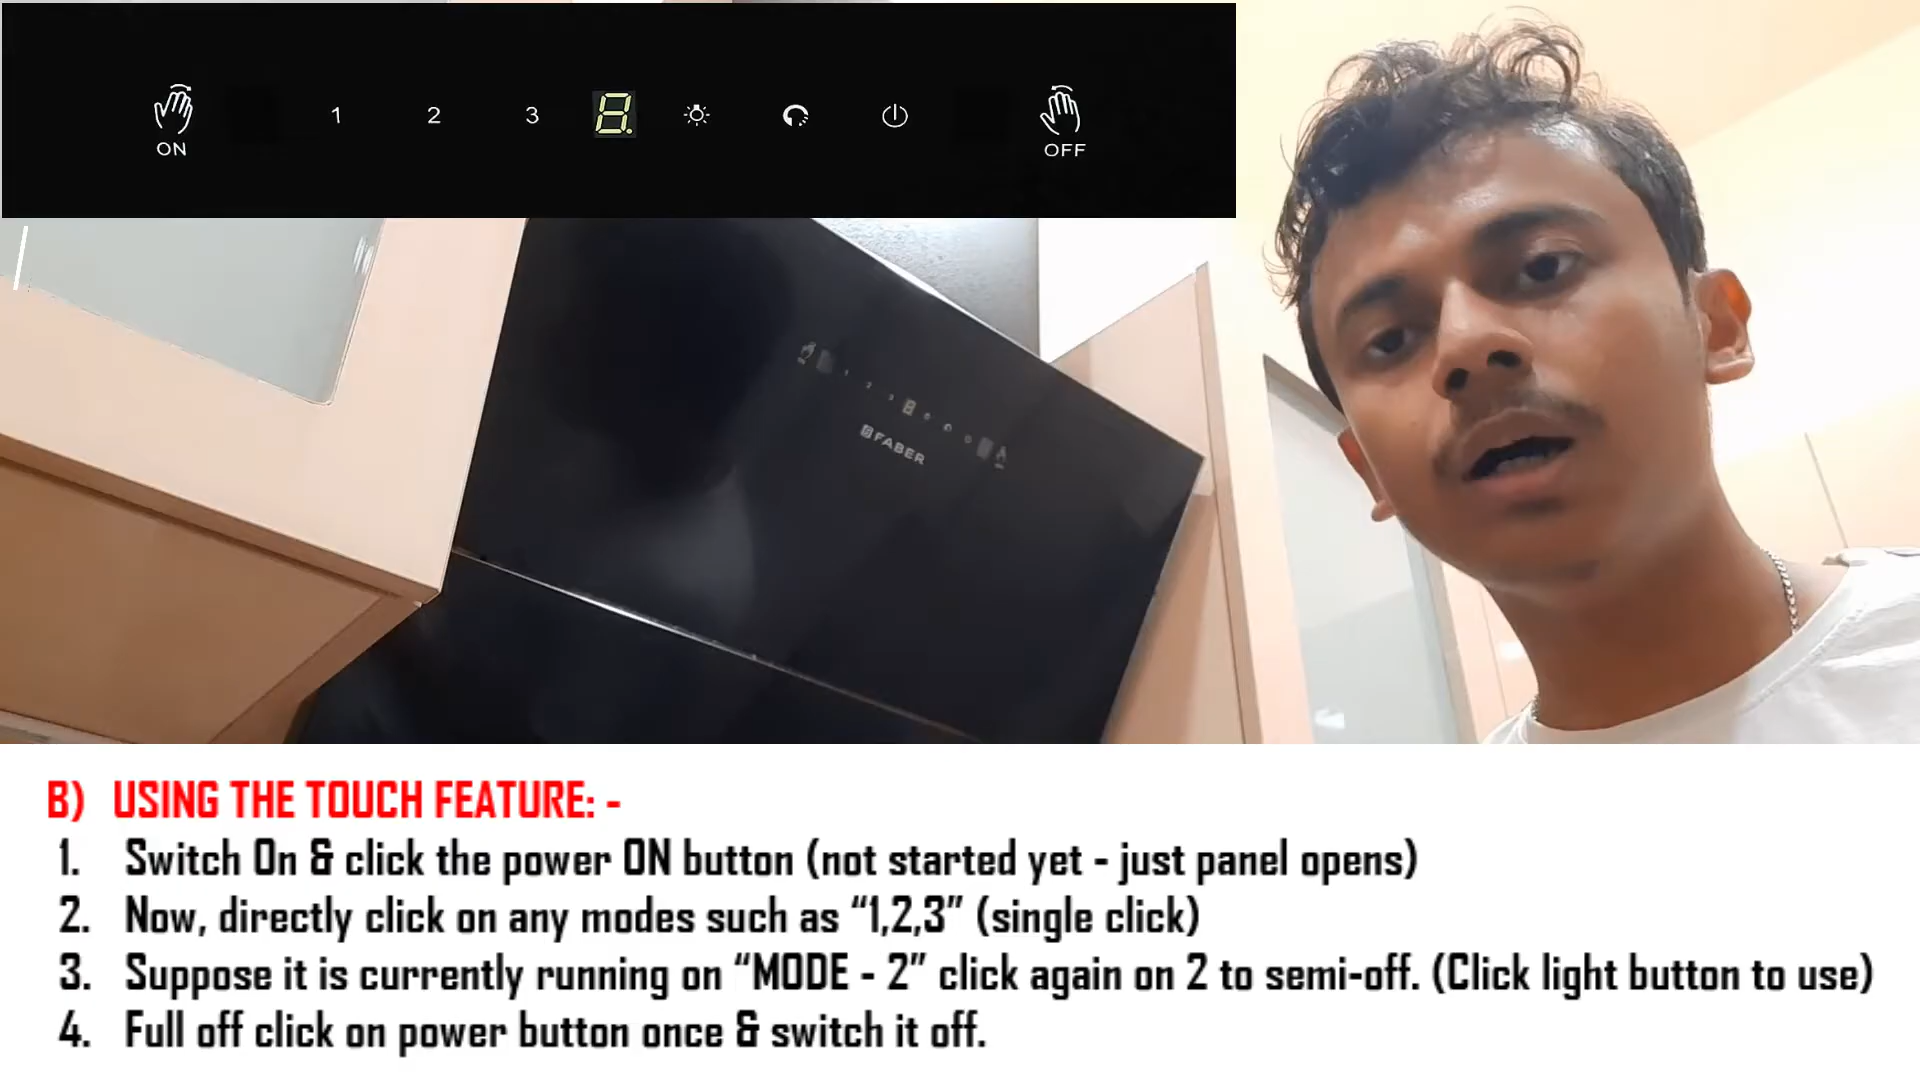 ON 1 2 3 8. OFF
FABER
B) USING THE TOUCH FEATURE: -
1. Switch On & click the power ON button (not started yet - just panel opens)
2. Now, directly click on any modes such as “1,2,3” (single click)
3. Suppose it is currently running on “MODE - 2” click again on 2 to semi-off. (Click light button to use)
4. Full off click on power button once & switch it off.